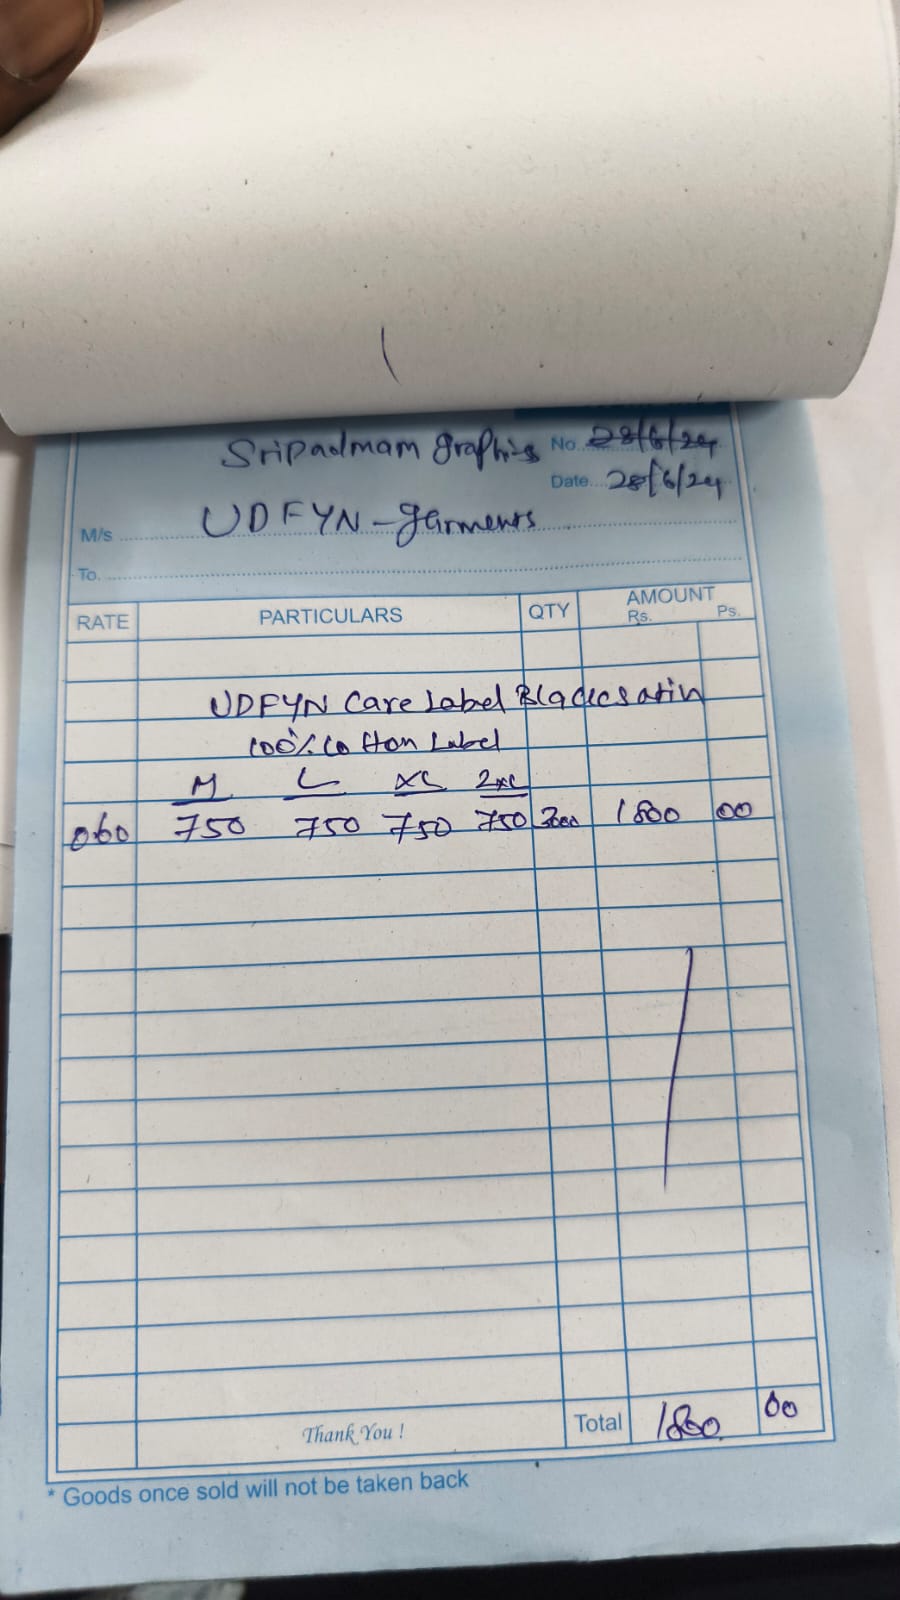 Sripadmam graphics No. 28/6/24
Date. 28/6/24
M/s UDFYN - garments
To.
RATE PARTICULARS QTY AMOUNT
Rs. Ps.
UDFYN Care Label Black satin
100% Cotton Label
M L XL 2XL
060 750 750 750 750 3000 1800 00
Thank You ! Total 1800 00
* Goods once sold will not be taken back